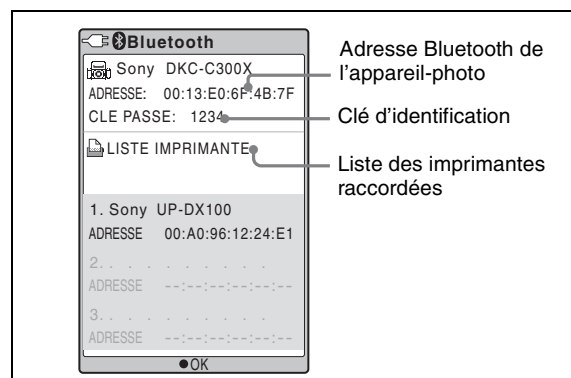 Bluetooth
Sony DKC-C300X
ADRESSE: 00:13:E0:6F:4B:7F
CLE PASSE: 1234
LISTE IMPRIMANTE
1. Sony UP-DX100
ADRESSE 00:A0:96:12:24:E1
2. . . . . . . . . .
ADRESSE --:--:--:--:--:--
3. . . . . . . . . .
ADRESSE --:--:--:--:--:--
●OK
Adresse Bluetooth de
l'appareil-photo
Clé d'identification
Liste des imprimantes
raccordées